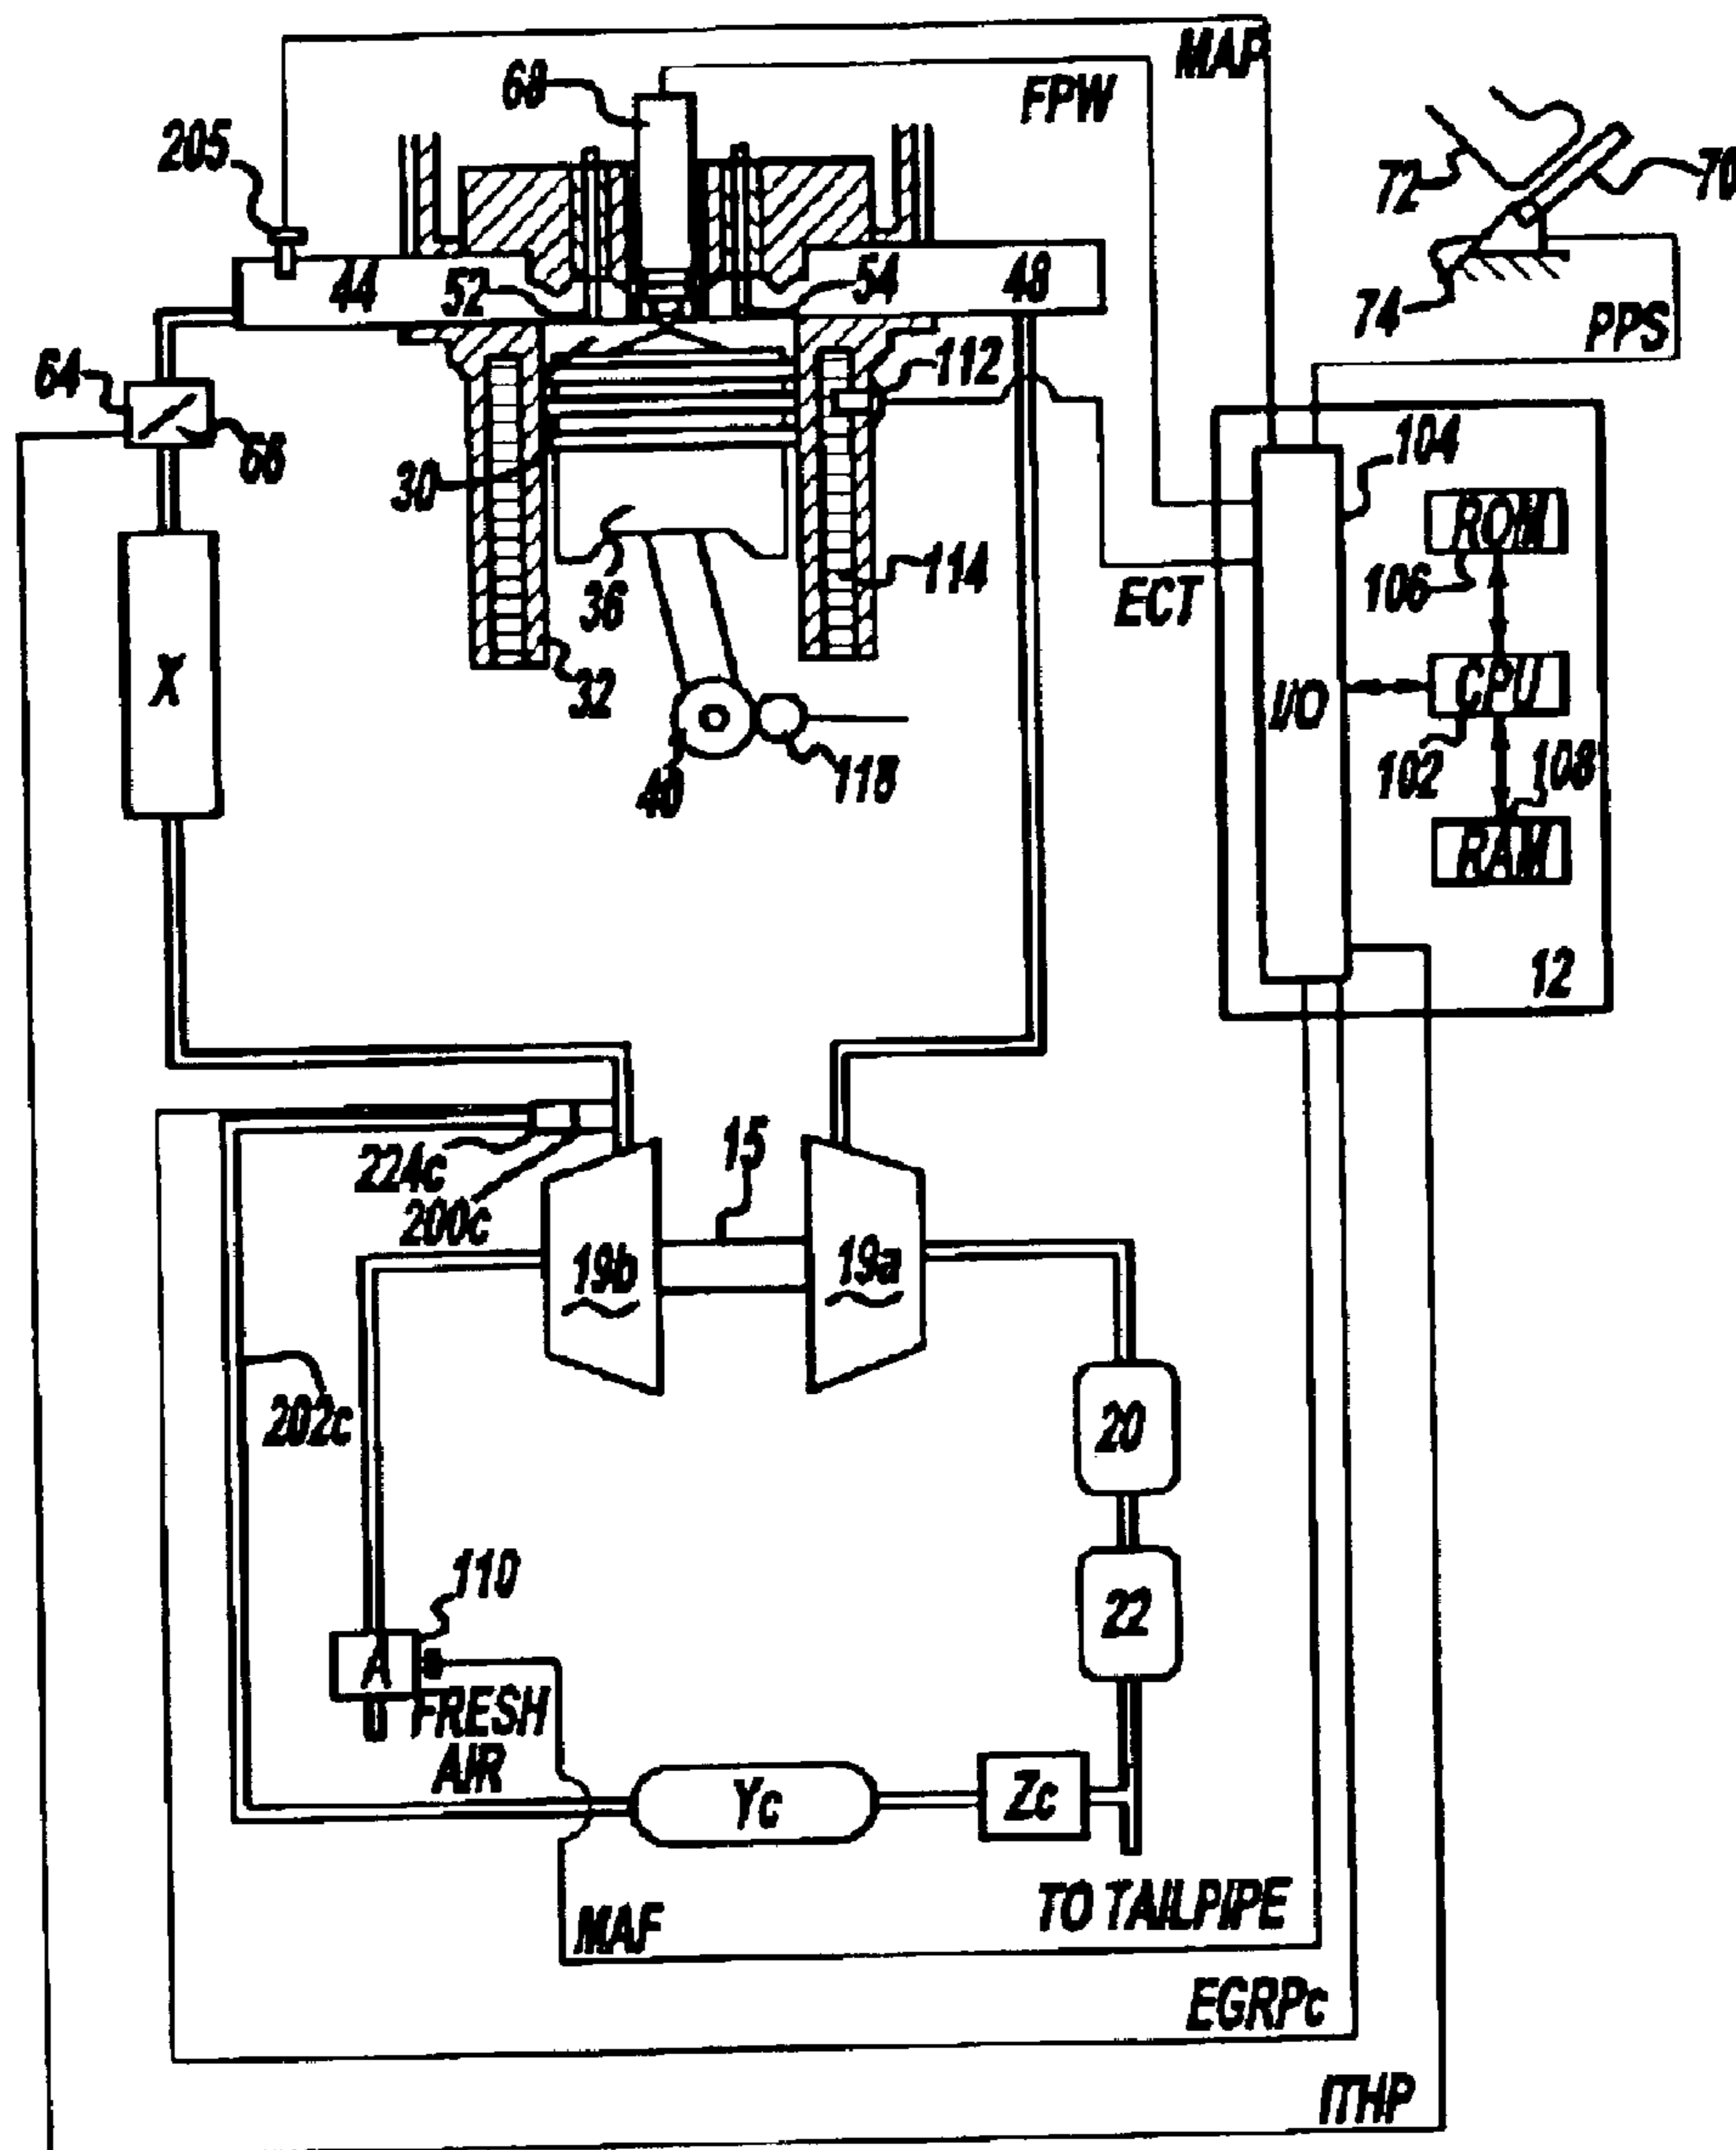 MAP
68
FPW
205
72
70
44
52
54
48
74
PPS
64
112
66
104
30
ROM
36
114
106
ECT
X
32
I/O
CPU
40
118
102
108
RAM
12
224c
15
200c
19b
19a
202c
20
110
22
A
FRESH
AIR
Yc
Zc
MAF
TO TAILPIPE
EGRPc
ITHP